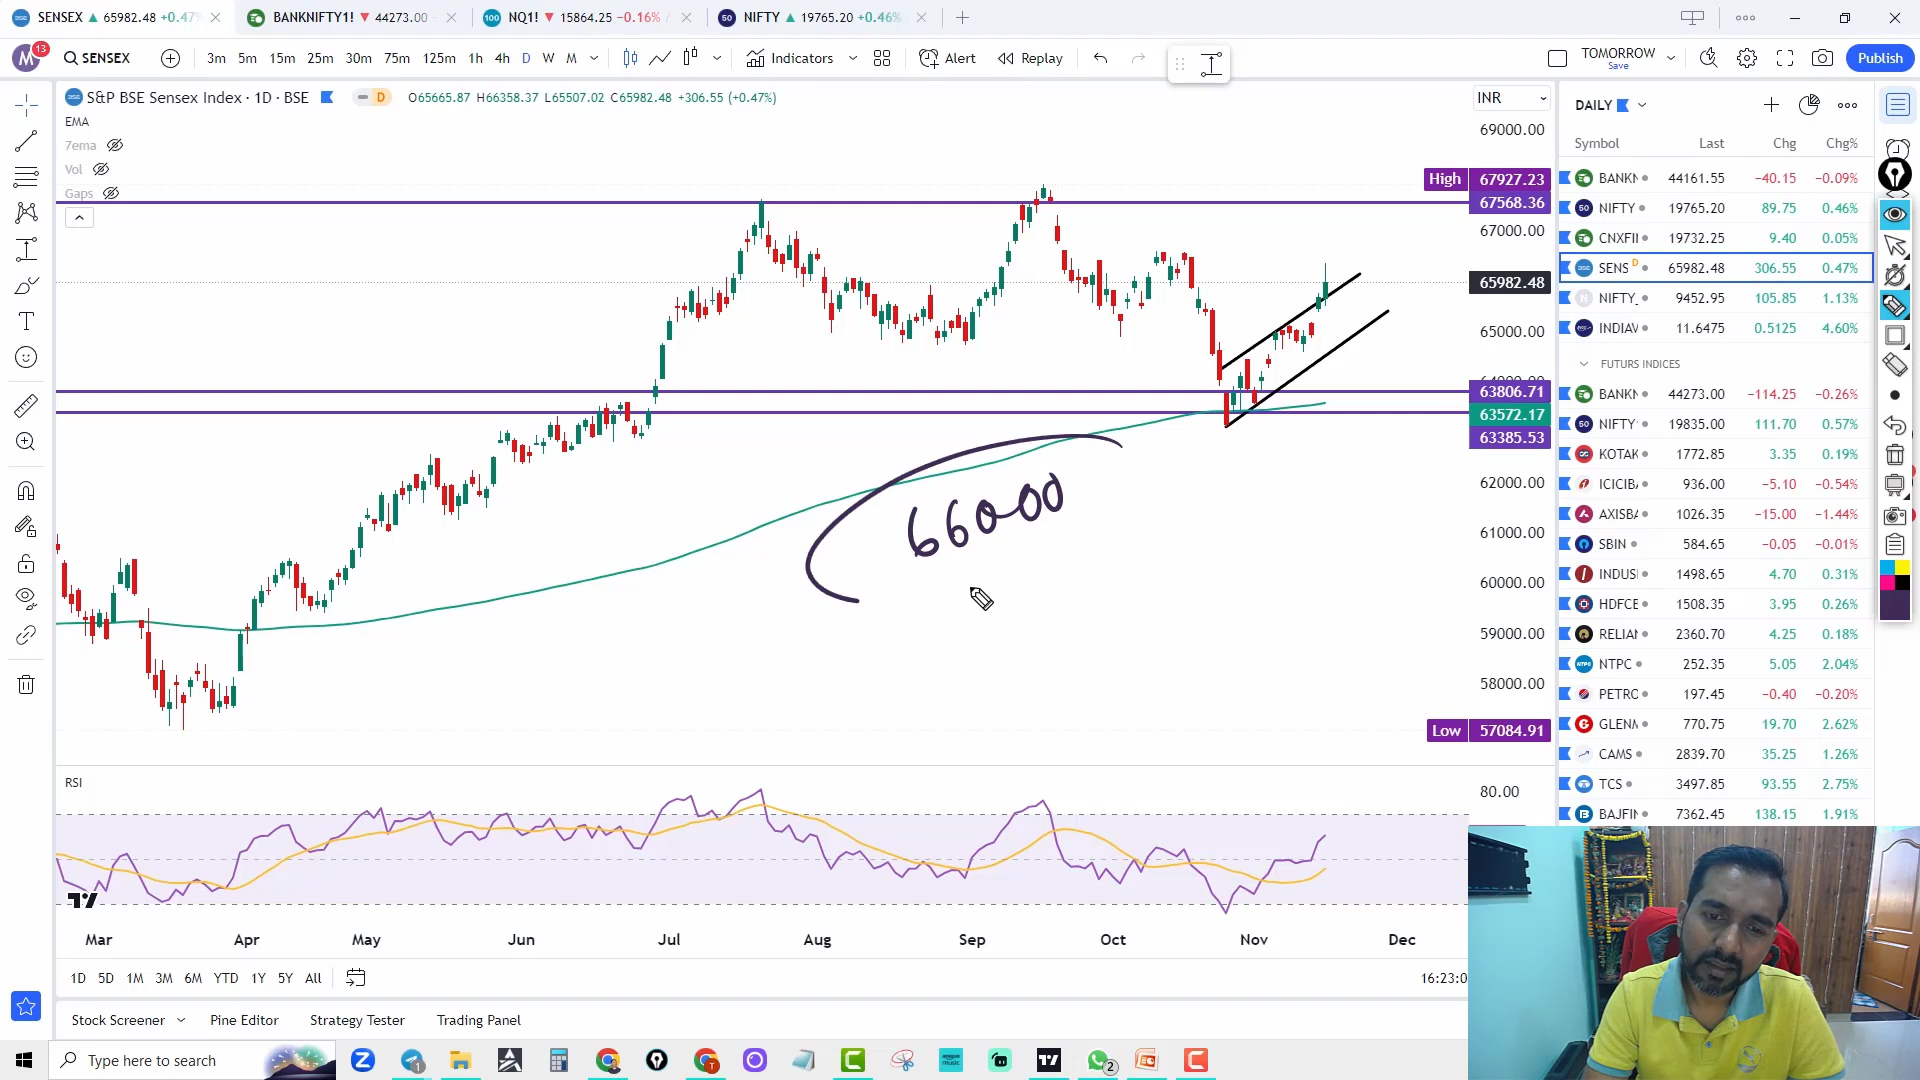 SENSEX ▲ 65982.48 +0.47%
BANKNIFTY1! ▼ 44273.00
NQ1! ▼ 15864.25 −0.16%
NIFTY ▲ 19765.20 +0.46%
M 13 SENSEX 3m 5m 15m 25m 30m 75m 125m 1h 4h D W M Indicators Alert Replay TOMORROW Save Publish
S&P BSE Sensex Index · 1D · BSE D O65665.87 H66358.37 L65507.02 C65982.48 +306.55 (+0.47%)
EMA
7ema
Vol
Gaps
INR
69000.00
High 67927.23
67568.36
67000.00
65982.48
65000.00
63806.71
63572.17
63385.53
62000.00
61000.00
60000.00
59000.00
58000.00
Low 57084.91
66000
RSI
80.00
Mar Apr May Jun Jul Aug Sep Oct Nov Dec
1D 5D 1M 3M 6M YTD 1Y 5Y All
16:23:0
Stock Screener Pine Editor Strategy Tester Trading Panel
Type here to search
DAILY
Symbol Last Chg Chg%
BANKN 44161.55 −40.15 −0.09%
NIFTY 19765.20 89.75 0.46%
CNXFII 19732.25 9.40 0.05%
SENS D 65982.48 306.55 0.47%
NIFTY_ 9452.95 105.85 1.13%
INDIAV 11.6475 0.5125 4.60%
FUTURS INDICES
BANKN 44273.00 −114.25 −0.26%
NIFTY 19835.00 111.70 0.57%
KOTAK 1772.85 3.35 0.19%
ICICIB 936.00 −5.10 −0.54%
AXISBA 1026.35 −15.00 −1.44%
SBIN 584.65 −0.05 −0.01%
INDUSI 1498.65 4.70 0.31%
HDFCB 1508.35 3.95 0.26%
RELIAN 2360.70 4.25 0.18%
NTPC 252.35 5.05 2.04%
PETRO 197.45 −0.40 −0.20%
GLENM 770.75 19.70 2.62%
CAMS 2839.70 35.25 1.26%
TCS 3497.85 93.55 2.75%
BAJFIN 7362.45 138.15 1.91%